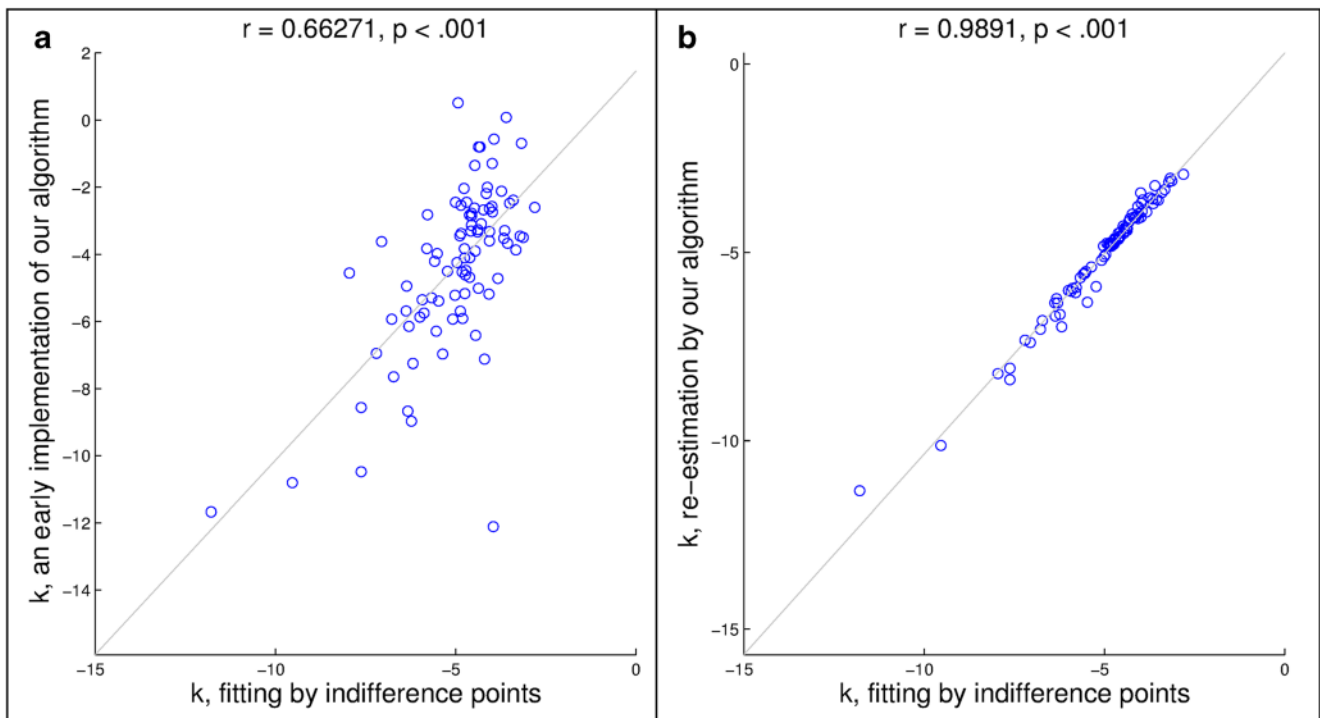 a
r = 0.66271, p < .001
k, an early implementation of our algorithm
2
0
−2
−4
−6
−8
−10
−12
−14
−15
−10
−5
0
k, fitting by indifference points
b
r = 0.9891, p < .001
k, re−estimation by our algorithm
0
−5
−10
−15
−15
−10
−5
0
k, fitting by indifference points